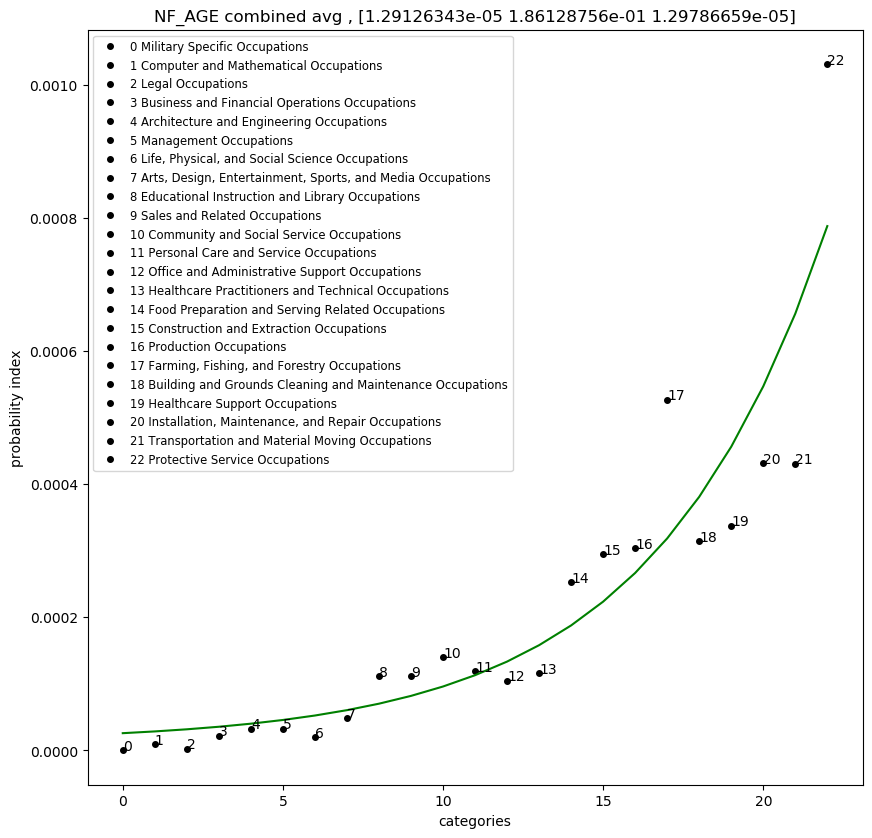 NF_AGE combined avg , [1.29126343e-05 1.86128756e-01 1.29786659e-05]
0 Military Specific Occupations
1 Computer and Mathematical Occupations
2 Legal Occupations
3 Business and Financial Operations Occupations
4 Architecture and Engineering Occupations
5 Management Occupations
6 Life, Physical, and Social Science Occupations
7 Arts, Design, Entertainment, Sports, and Media Occupations
8 Educational Instruction and Library Occupations
9 Sales and Related Occupations
10 Community and Social Service Occupations
11 Personal Care and Service Occupations
12 Office and Administrative Support Occupations
13 Healthcare Practitioners and Technical Occupations
14 Food Preparation and Serving Related Occupations
15 Construction and Extraction Occupations
16 Production Occupations
17 Farming, Fishing, and Forestry Occupations
18 Building and Grounds Cleaning and Maintenance Occupations
19 Healthcare Support Occupations
20 Installation, Maintenance, and Repair Occupations
21 Transportation and Material Moving Occupations
22 Protective Service Occupations
probability index
0.0010
0.0008
0.0006
0.0004
0.0002
0.0000
0
1
2
3
4
5
6
7
8
9
10
11
12
13
14
15
16
17
18
19
20
21
22
0
5
10
15
20
categories